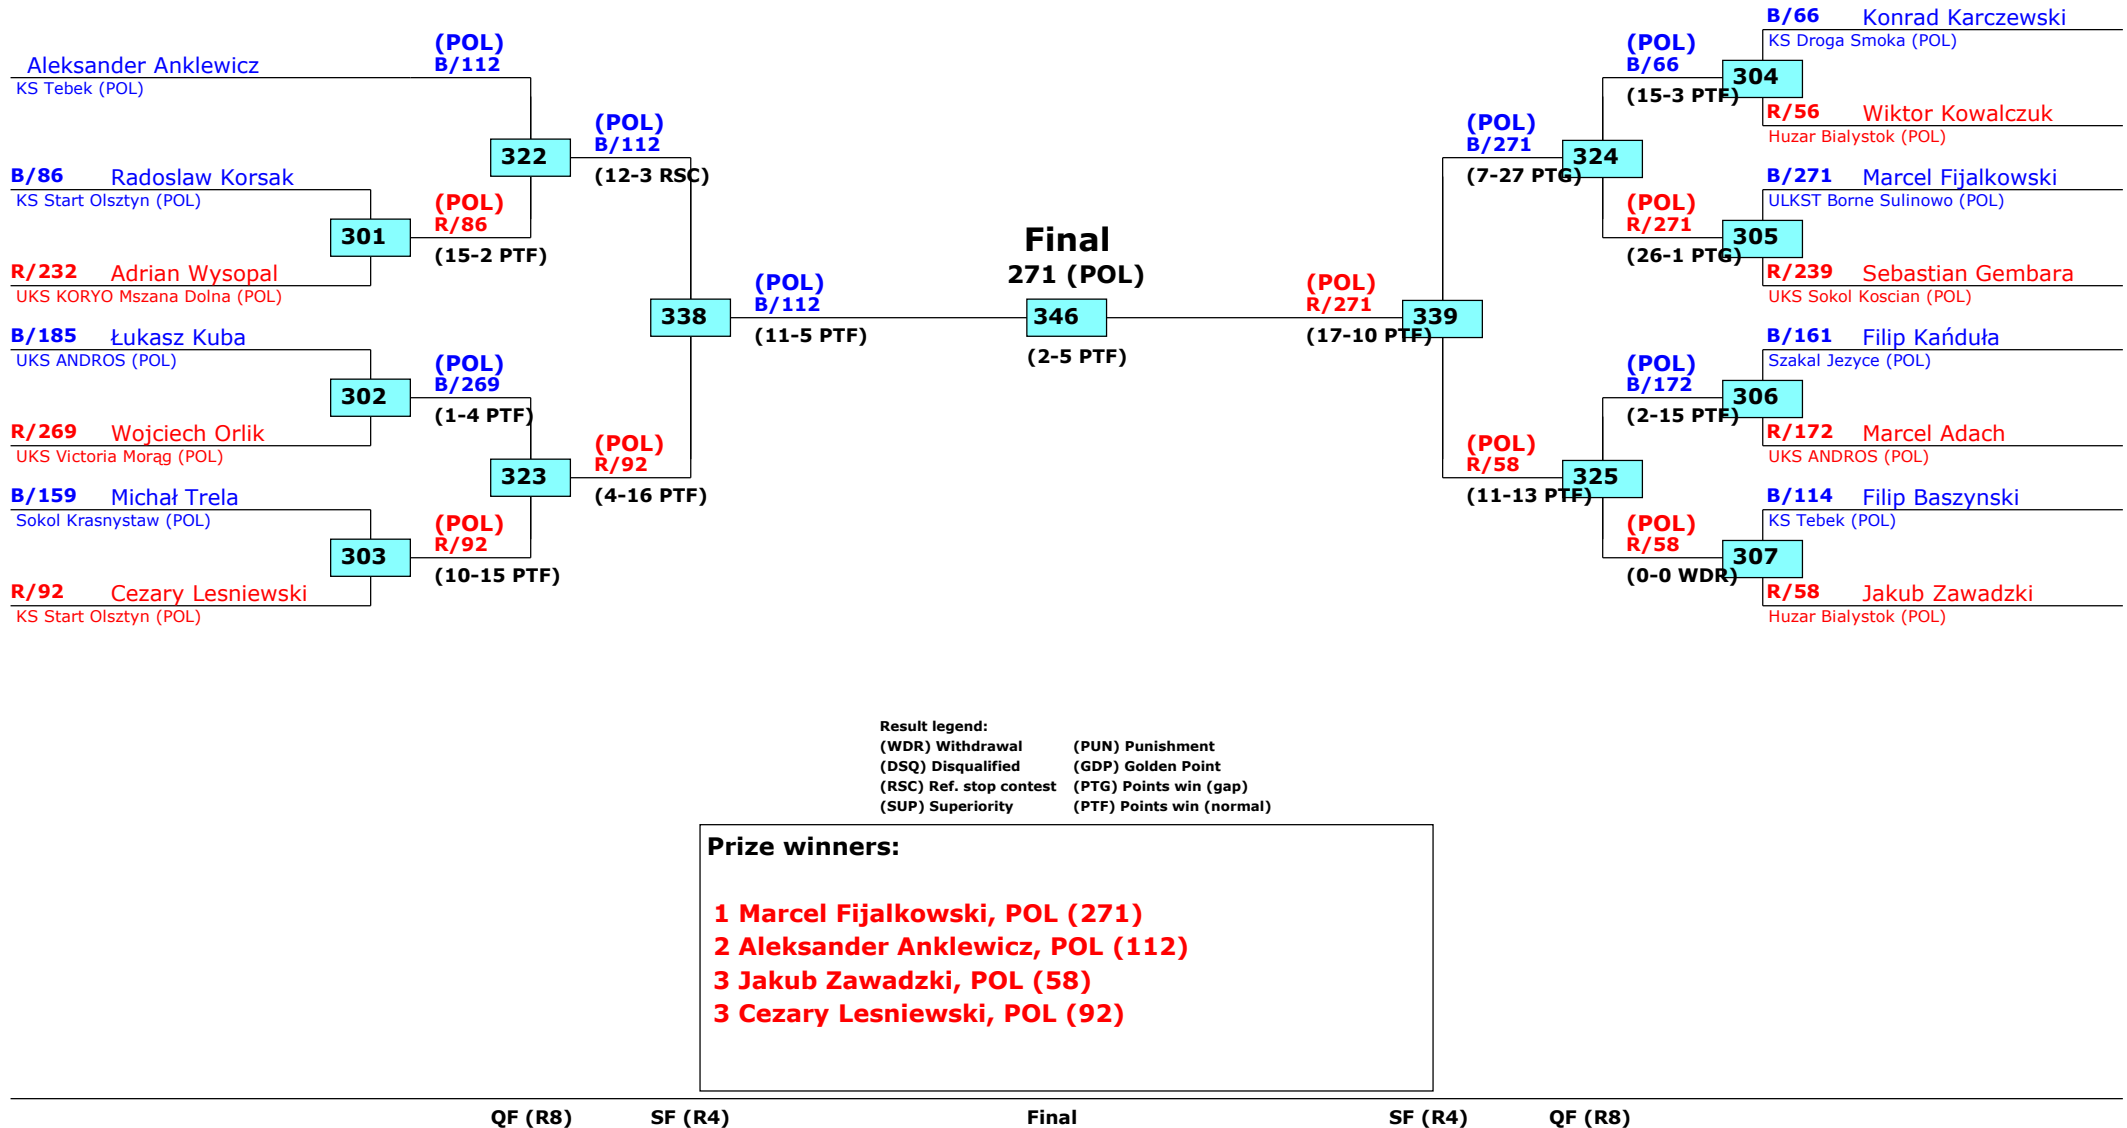 Aleksander Anklewicz
KS Tebek (POL)
B/86 Radoslaw Korsak
KS Start Olsztyn (POL)
301
R/232 Adrian Wysopal
UKS KORYO Mszana Dolna (POL)
B/185 Łukasz Kuba
UKS ANDROS (POL)
302
R/269 Wojciech Orlik
UKS Victoria Morąg (POL)
B/159 Michał Trela
Sokol Krasnystaw (POL)
303
R/92 Cezary Lesniewski
KS Start Olsztyn (POL)
(POL)
B/112
322
(POL)
R/86
(15-2 PTF)
(POL)
B/269
(1-4 PTF)
323
(POL)
R/92
(10-15 PTF)
(POL)
B/112
(12-3 RSC)
338
(POL)
R/92
(4-16 PTF)
(POL)
B/112
(11-5 PTF)
Final
271 (POL)
346
(2-5 PTF)
(POL)
R/271
(17-10 PTF)
339
(POL)
B/271
(7-27 PTG)
324
(POL)
R/58
(11-13 PTF)
325
(POL)
B/66
(15-3 PTF)
304
(POL)
R/271
(26-1 PTG)
305
(POL)
B/172
(2-15 PTF)
306
(POL)
R/58
(0-0 WDR)
307
B/66 Konrad Karczewski
KS Droga Smoka (POL)
R/56 Wiktor Kowalczuk
Huzar Bialystok (POL)
B/271 Marcel Fijalkowski
ULKST Borne Sulinowo (POL)
R/239 Sebastian Gembara
UKS Sokol Koscian (POL)
B/161 Filip Kańduła
Szakal Jezyce (POL)
R/172 Marcel Adach
UKS ANDROS (POL)
B/114 Filip Baszynski
KS Tebek (POL)
R/58 Jakub Zawadzki
Huzar Bialystok (POL)
Result legend:
(WDR) Withdrawal (PUN) Punishment
(DSQ) Disqualified (GDP) Golden Point
(RSC) Ref. stop contest (PTG) Points win (gap)
(SUP) Superiority (PTF) Points win (normal)
Prize winners:
1 Marcel Fijalkowski, POL (271)
2 Aleksander Anklewicz, POL (112)
3 Jakub Zawadzki, POL (58)
3 Cezary Lesniewski, POL (92)
QF (R8) SF (R4) Final SF (R4) QF (R8)